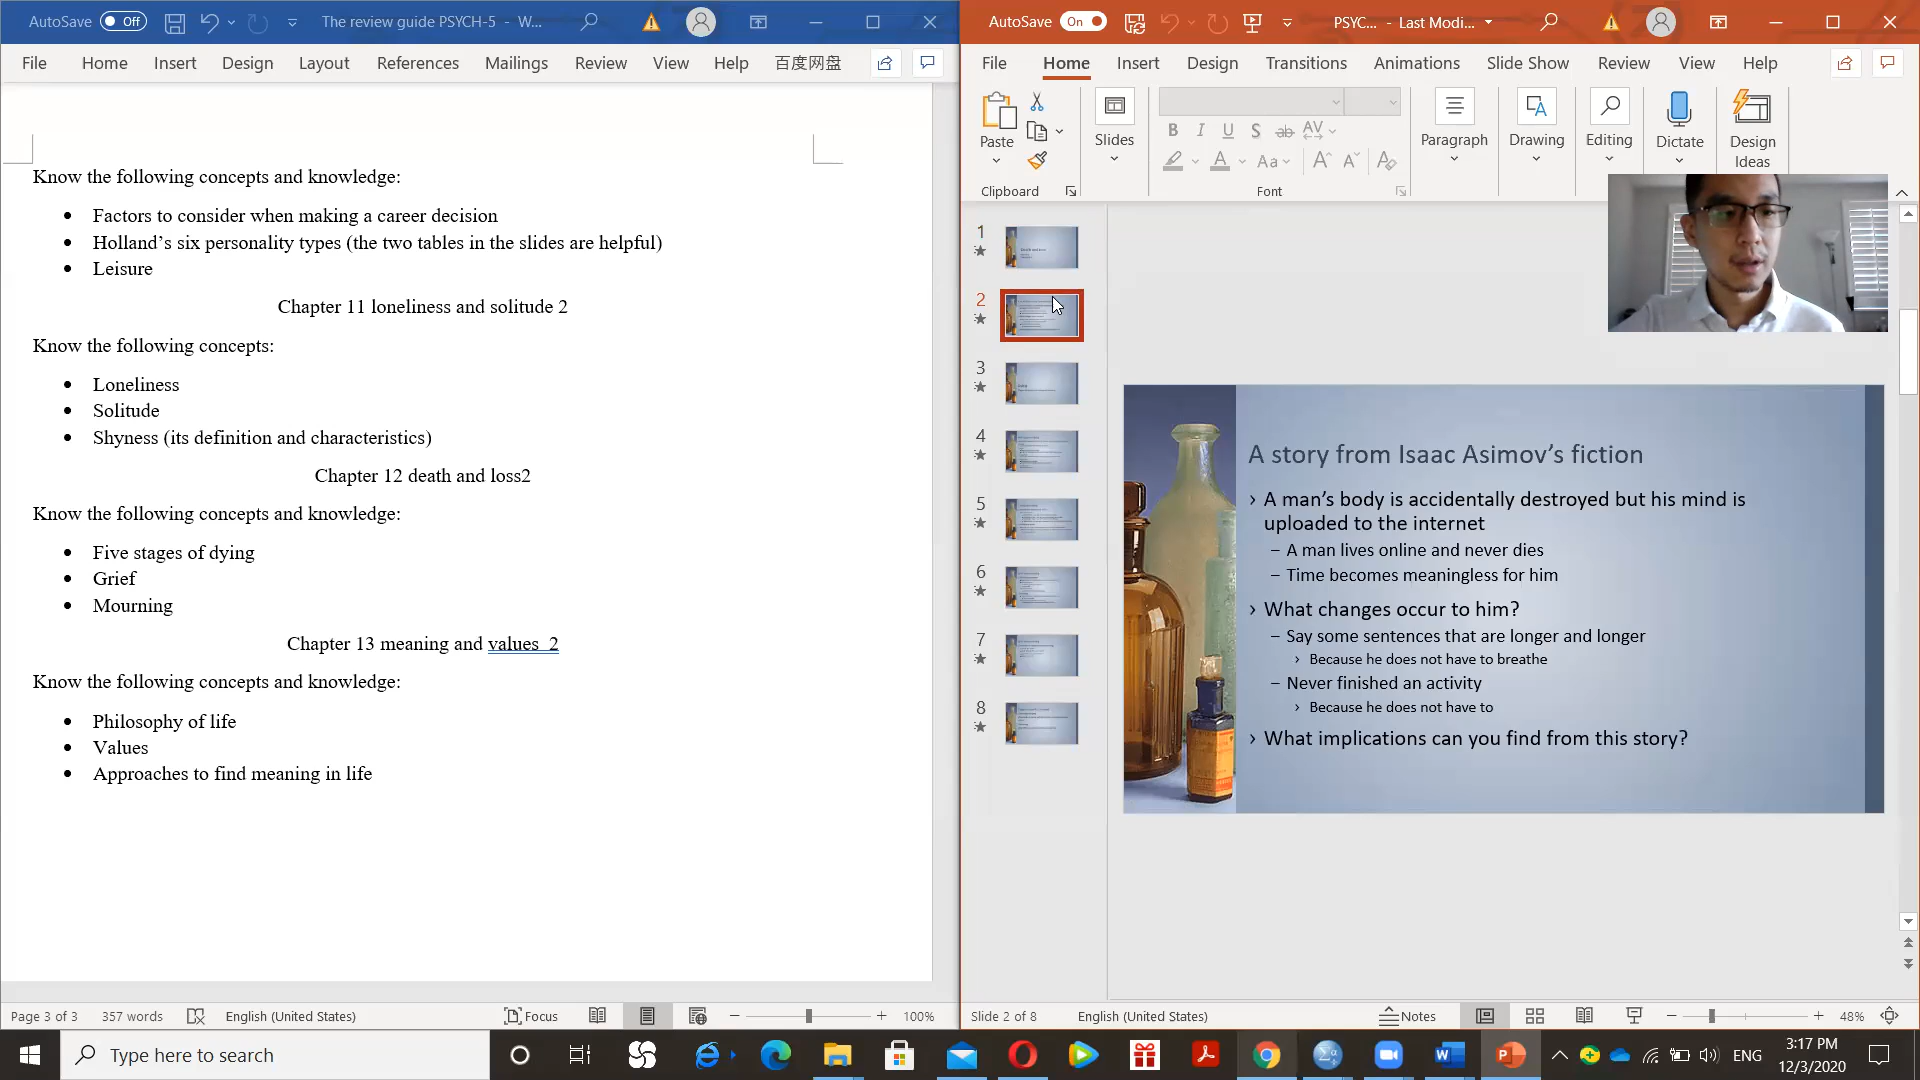 AutoSave Off The review guide PSYCH-5 - W...
File Home Insert Design Layout References Mailings Review View Help 百度网盘
Know the following concepts and knowledge:
• Factors to consider when making a career decision
• Holland's six personality types (the two tables in the slides are helpful)
• Leisure
Chapter 11 loneliness and solitude 2
Know the following concepts:
• Loneliness
• Solitude
• Shyness (its definition and characteristics)
Chapter 12 death and loss2
Know the following concepts and knowledge:
• Five stages of dying
• Grief
• Mourning
Chapter 13 meaning and values 2
Know the following concepts and knowledge:
• Philosophy of life
• Values
• Approaches to find meaning in life
Page 3 of 3 357 words English (United States) Focus 100%
AutoSave On PSYC... - Last Modi...
File Home Insert Design Transitions Animations Slide Show Review View Help
Paste Slides Paragraph Drawing Editing Dictate Design Ideas
B I U S ab AV
A Aa A A A
Clipboard Font
1
2
3
4
5
6
7
8
A story from Isaac Asimov's fiction
› A man's body is accidentally destroyed but his mind is
uploaded to the internet
– A man lives online and never dies
– Time becomes meaningless for him
› What changes occur to him?
– Say some sentences that are longer and longer
› Because he does not have to breathe
– Never finished an activity
› Because he does not have to
› What implications can you find from this story?
Slide 2 of 8 English (United States) Notes 48%
Type here to search
ENG
3:17 PM
12/3/2020